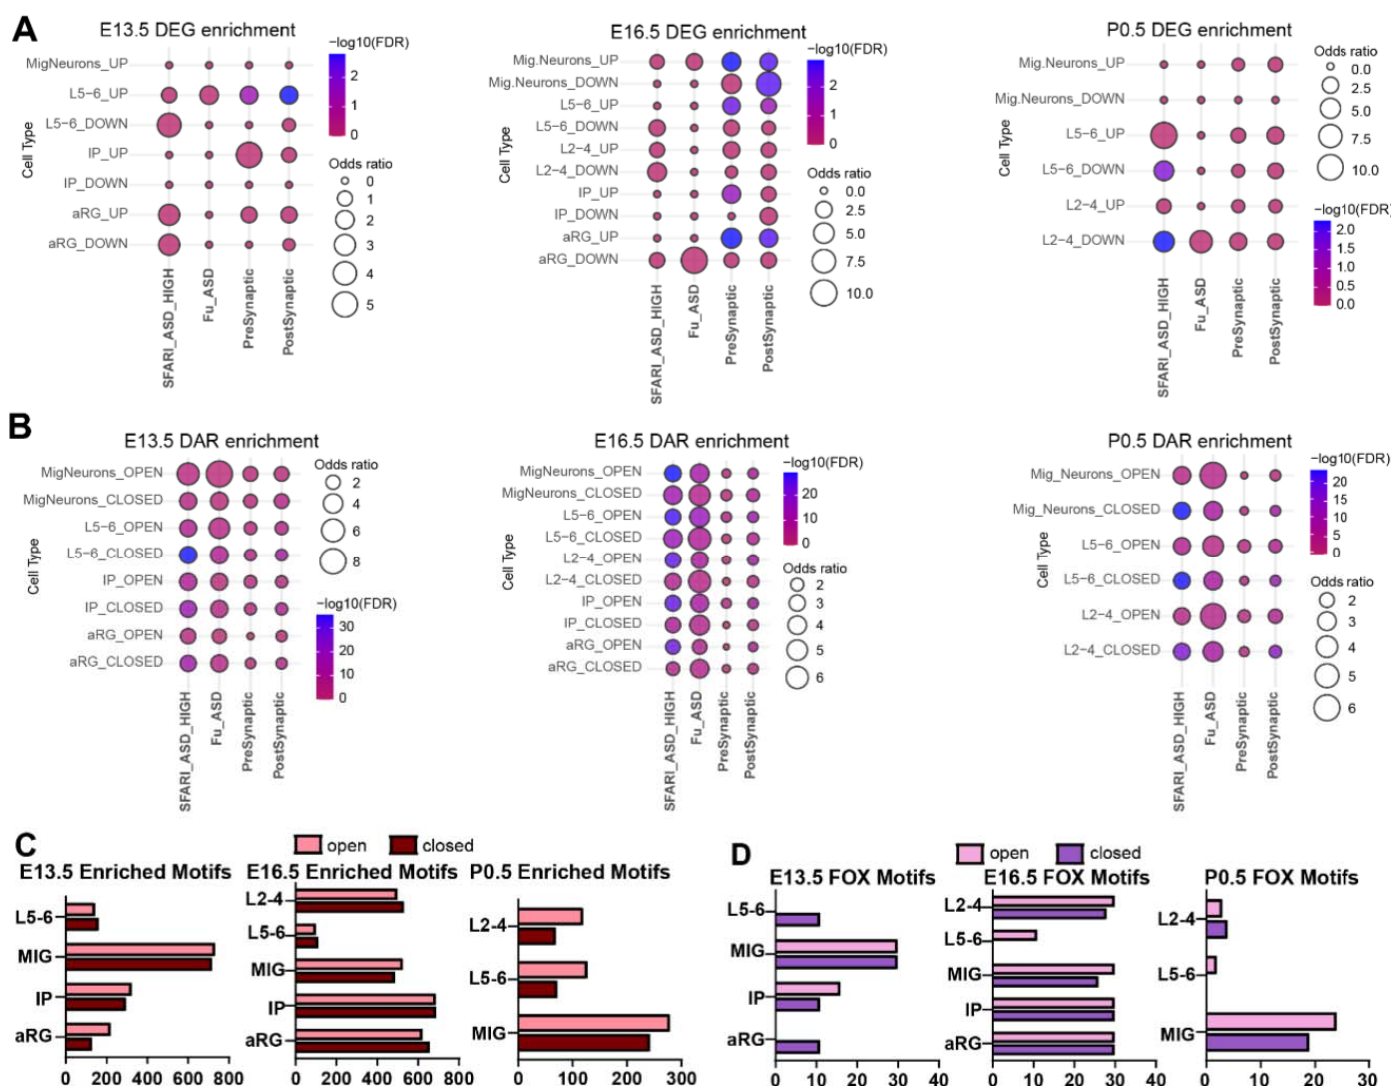 A
E13.5 DEG enrichment
Cell Type
MigNeurons_UP
L5-6_UP
L5-6_DOWN
IP_UP
IP_DOWN
aRG_UP
aRG_DOWN
SFARI_ASD_HIGH
Fu_ASD
PreSynaptic
PostSynaptic
−log10(FDR)
2
1
0
Odds ratio
0
1
2
3
4
5
E16.5 DEG enrichment
Cell Type
Mig.Neurons_UP
Mig.Neurons_DOWN
L5-6_UP
L5-6_DOWN
L2-4_UP
L2-4_DOWN
IP_UP
IP_DOWN
aRG_UP
aRG_DOWN
SFARI_ASD_HIGH
Fu_ASD
PreSynaptic
PostSynaptic
−log10(FDR)
2
1
0
Odds ratio
0.0
2.5
5.0
7.5
10.0
P0.5 DEG enrichment
Cell Type
Mig.Neurons_UP
Mig.Neurons_DOWN
L5-6_UP
L5-6_DOWN
L2-4_UP
L2-4_DOWN
SFARI_ASD_HIGH
Fu_ASD
PreSynaptic
PostSynaptic
Odds ratio
0.0
2.5
5.0
7.5
10.0
−log10(FDR)
2.0
1.5
1.0
0.5
0.0
B
E13.5 DAR enrichment
Cell Type
MigNeurons_OPEN
MigNeurons_CLOSED
L5-6_OPEN
L5-6_CLOSED
IP_OPEN
IP_CLOSED
aRG_OPEN
aRG_CLOSED
SFARI_ASD_HIGH
Fu_ASD
PreSynaptic
PostSynaptic
Odds ratio
2
4
6
8
−log10(FDR)
30
20
10
0
E16.5 DAR enrichment
Cell Type
MigNeurons_OPEN
MigNeurons_CLOSED
L5-6_OPEN
L5-6_CLOSED
L2-4_OPEN
L2-4_CLOSED
IP_OPEN
IP_CLOSED
aRG_OPEN
aRG_CLOSED
SFARI_ASD_HIGH
Fu_ASD
PreSynaptic
PostSynaptic
−log10(FDR)
20
10
0
Odds ratio
2
3
4
5
6
P0.5 DAR enrichment
Cell Type
Mig_Neurons_OPEN
Mig_Neurons_CLOSED
L5-6_OPEN
L5-6_CLOSED
L2-4_OPEN
L2-4_CLOSED
SFARI_ASD_HIGH
Fu_ASD
PreSynaptic
PostSynaptic
−log10(FDR)
20
15
10
5
0
Odds ratio
2
3
4
5
6
C
open closed
E13.5 Enriched Motifs
L5-6
MIG
IP
aRG
0 200 400 600 800
E16.5 Enriched Motifs
L2-4
L5-6
MIG
IP
aRG
0 200 400 600 800
P0.5 Enriched Motifs
L2-4
L5-6
MIG
0 100 200 300
D
open closed
E13.5 FOX Motifs
L5-6
MIG
IP
aRG
0 10 20 30 40
E16.5 FOX Motifs
L2-4
L5-6
MIG
IP
aRG
0 10 20 30 40
P0.5 FOX Motifs
L2-4
L5-6
MIG
0 10 20 30 40